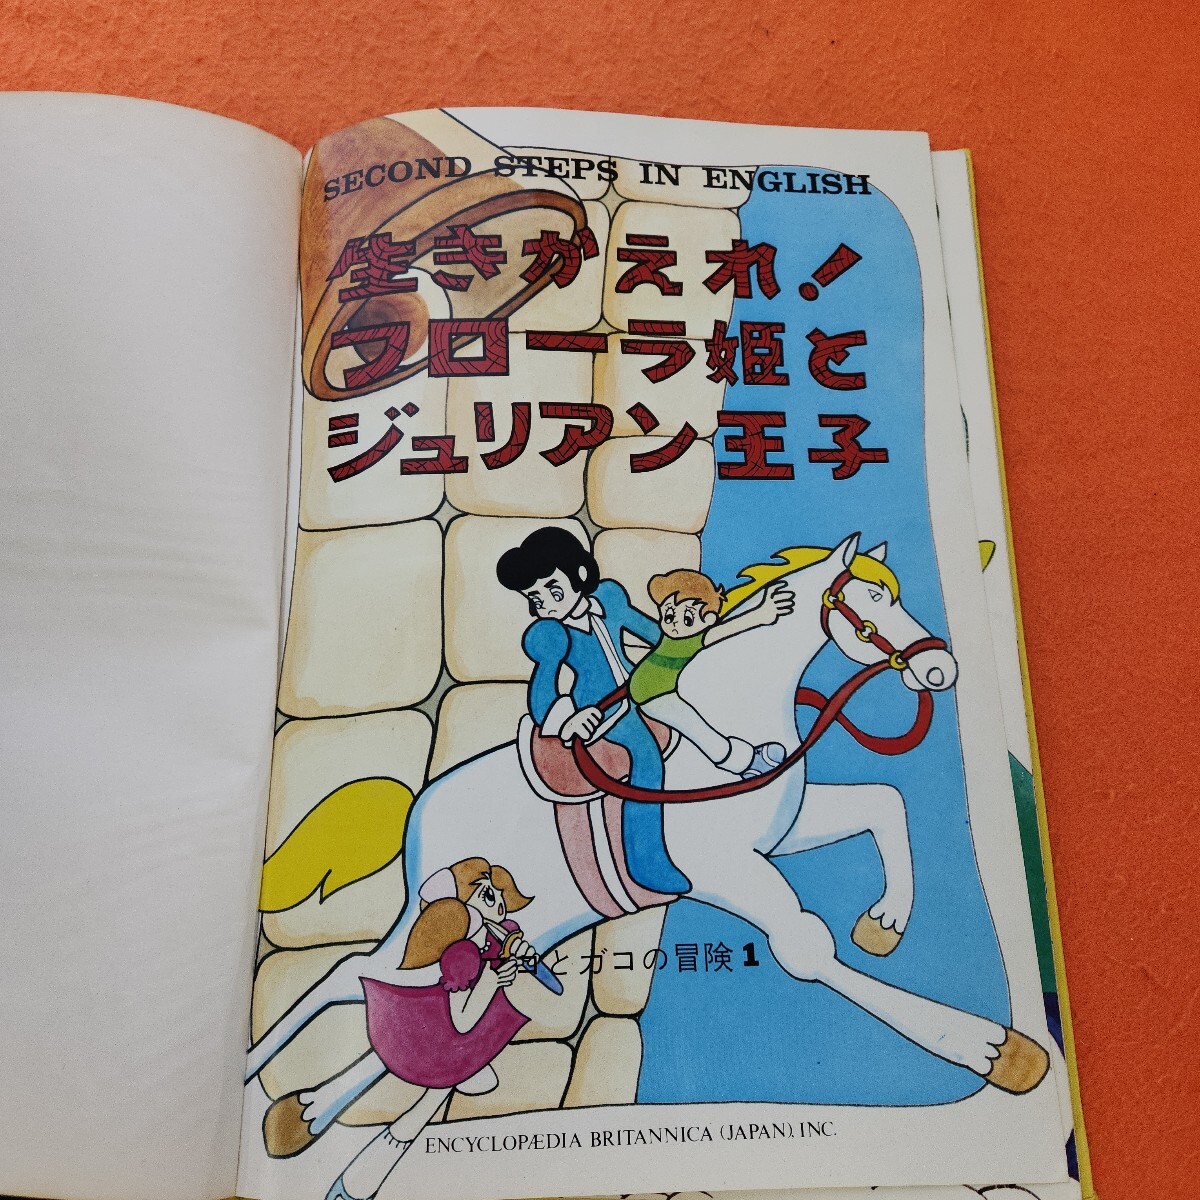 SECOND STEPS IN ENGLISH
生きかえれ!
フローラ姫と
ジュリアン王子
コとガコの冒険1
ENCYCLOPÆDIA BRITANNICA (JAPAN), INC.